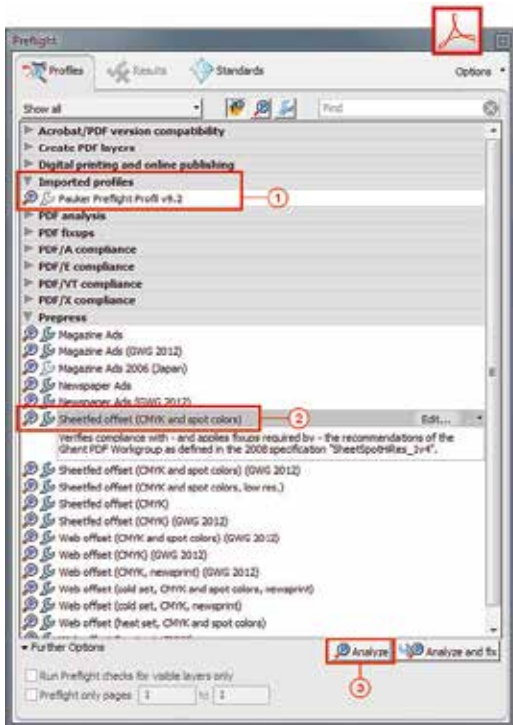 Preflight
Profiles Results Standards Options
Show all Find
Acrobat/PDF version compatibility
Create PDF layers
Digital printing and online publishing
Imported profiles
Pauker Preflight Profil v9.2 1
PDF analysis
PDF fixups
PDF/A compliance
PDF/E compliance
PDF/VT compliance
PDF/X compliance
Prepress
Magazine Ads
Magazine Ads (GWG 2012)
Magazine Ads 2006 (Japan)
Newspaper Ads
Newspaper Ads (GWG 2012)
Sheetfed offset (CMYK and spot colors) 2 Edit...
Verifies compliance with - and applies fixups required by - the recommendations of the
Ghent PDF Workgroup as defined in the 2008 specification "SheetSpotHiRes_1v4".
Sheetfed offset (CMYK and spot colors) (GWG 2012)
Sheetfed offset (CMYK and spot colors, low res.)
Sheetfed offset (CMYK)
Sheetfed offset (CMYK) (GWG 2012)
Web offset (CMYK and spot colors) (GWG 2012)
Web offset (CMYK) (GWG 2012)
Web offset (CMYK, newsprint) (GWG 2012)
Web offset (cold set, CMYK and spot colors, newsprint)
Web offset (cold set, CMYK, newsprint)
Web offset (heat set, CMYK and spot colors)
Further Options Analyze Analyze and fix
Run Preflight checks for visible layers only
Preflight only pages 1 to 1
3